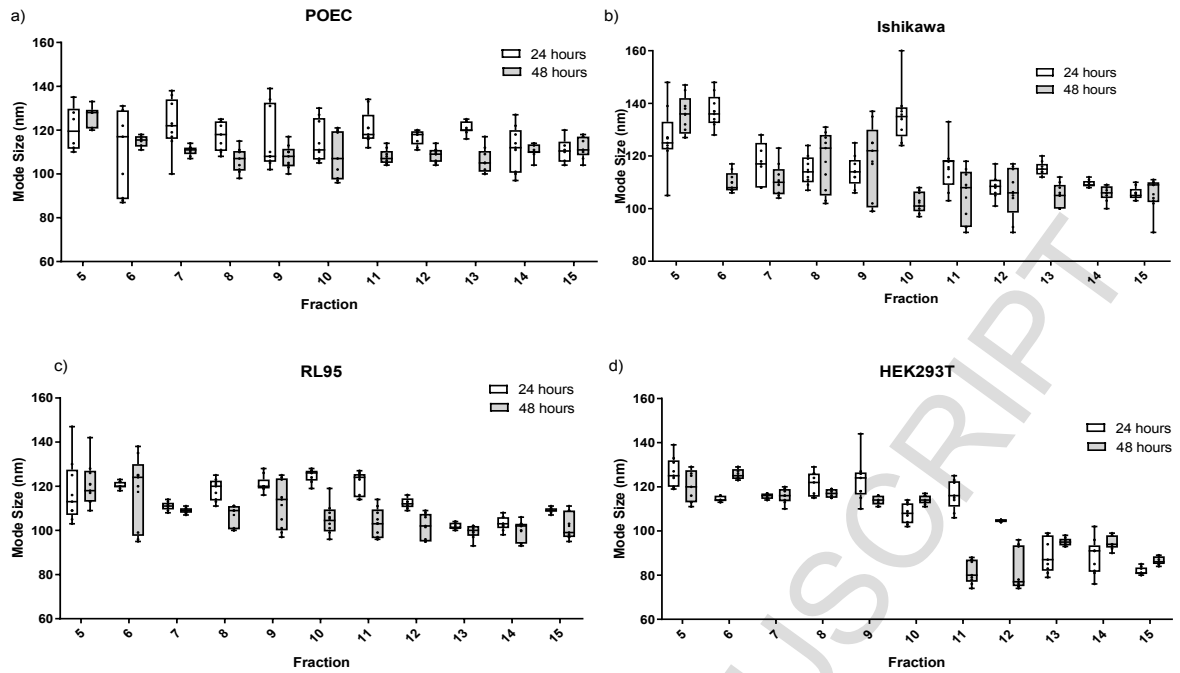 a)
POEC
24 hours
48 hours
Mode Size (nm)
160
140
120
100
80
60
5 6 7 8 9 10 11 12 13 14 15
Fraction
b)
Ishikawa
24 hours
48 hours
Mode Size (nm)
160
140
120
100
80
5 6 7 8 9 10 11 12 13 14 15
Fraction
c)
RL95
24 hours
48 hours
Mode Size (nm)
160
140
120
100
80
60
5 6 7 8 9 10 11 12 13 14 15
Fraction
d)
HEK293T
24 hours
48 hours
Mode Size (nm)
160
140
120
100
80
60
5 6 7 8 9 10 11 12 13 14 15
Fraction
USCRIPT